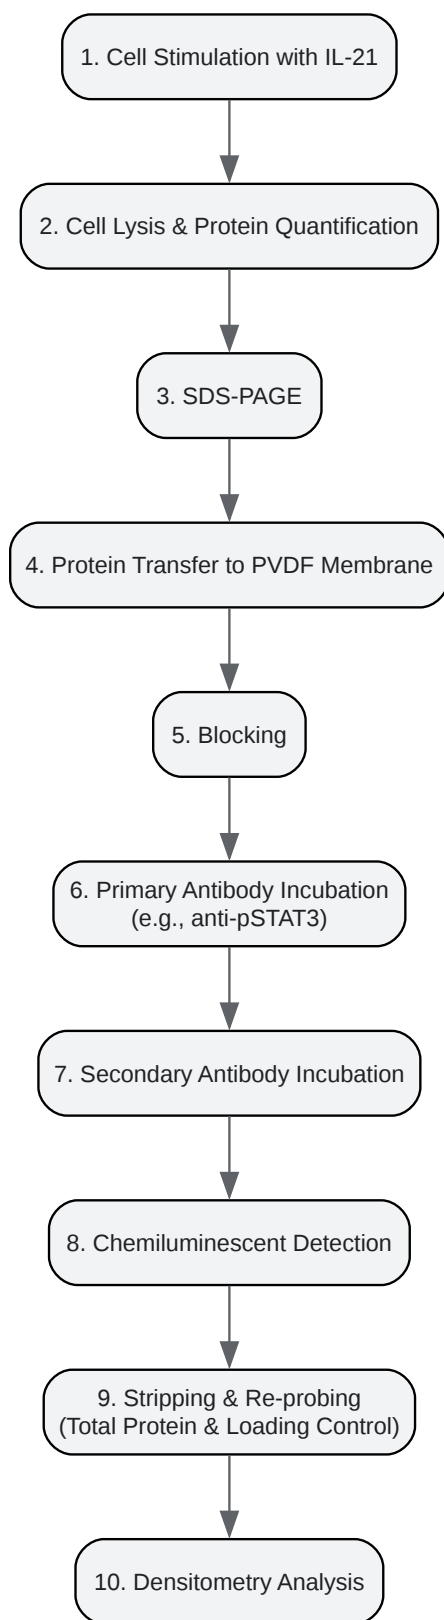 1. Cell Stimulation with IL-21
2. Cell Lysis & Protein Quantification
3. SDS-PAGE
4. Protein Transfer to PVDF Membrane
5. Blocking
6. Primary Antibody Incubation
(e.g., anti-pSTAT3)
7. Secondary Antibody Incubation
8. Chemiluminescent Detection
9. Stripping & Re-probing
(Total Protein & Loading Control)
10. Densitometry Analysis